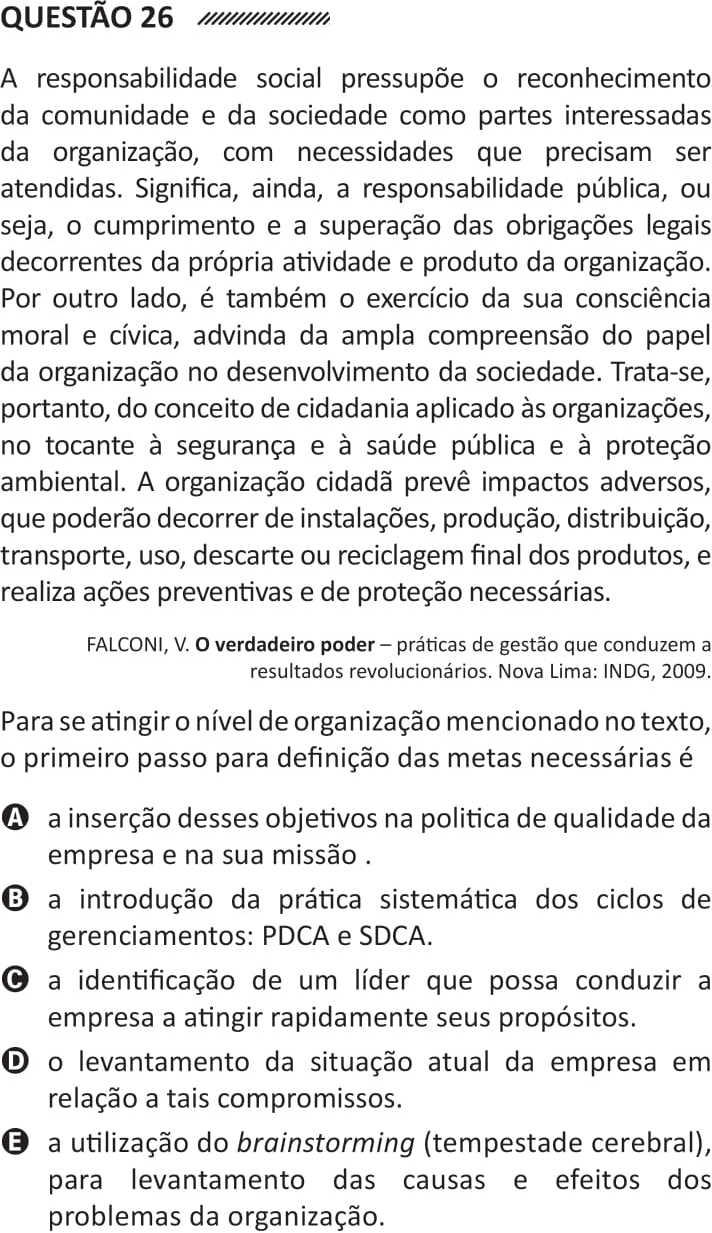 QUESTÃO 26
A responsabilidade social pressupõe o reconhecimento
da comunidade e da sociedade como partes interessadas
da organização, com necessidades que precisam ser
atendidas. Significa, ainda, a responsabilidade pública, ou
seja, o cumprimento e a superação das obrigações legais
decorrentes da própria atividade e produto da organização.
Por outro lado, é também o exercício da sua consciência
moral e cívica, advinda da ampla compreensão do papel
da organização no desenvolvimento da sociedade. Trata-se,
portanto, do conceito de cidadania aplicado às organizações,
no tocante à segurança e à saúde pública e à proteção
ambiental. A organização cidadã prevê impactos adversos,
que poderão decorrer de instalações, produção, distribuição,
transporte, uso, descarte ou reciclagem final dos produtos, e
realiza ações preventivas e de proteção necessárias.
FALCONI, V. O verdadeiro poder – práticas de gestão que conduzem a
resultados revolucionários. Nova Lima: INDG, 2009.
Para se atingir o nível de organização mencionado no texto,
o primeiro passo para definição das metas necessárias é
A a inserção desses objetivos na politica de qualidade da
empresa e na sua missão .
B a introdução da prática sistemática dos ciclos de
gerenciamentos: PDCA e SDCA.
C a identificação de um líder que possa conduzir a
empresa a atingir rapidamente seus propósitos.
D o levantamento da situação atual da empresa em
relação a tais compromissos.
E a utilização do brainstorming (tempestade cerebral),
para levantamento das causas e efeitos dos
problemas da organização.